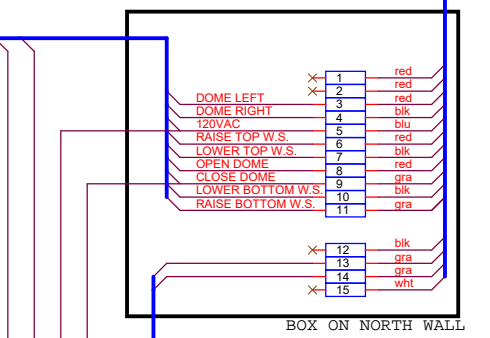 1 red
2 red
DOME LEFT 3 red
DOME RIGHT 4 blk
120VAC 5 blu
RAISE TOP W.S. 6 red
LOWER TOP W.S. 7 blk
OPEN DOME 8 red
CLOSE DOME 9 gra
LOWER BOTTOM W.S. 10 blk
RAISE BOTTOM W.S. 11 gra
12 blk
13 gra
14 gra
15 wht
BOX ON NORTH WALL